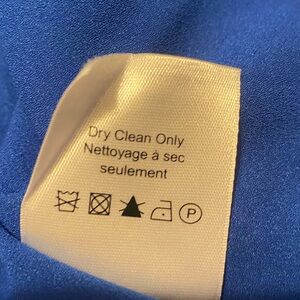 Dry Clean Only
Nettoyage à sec
seulement
P